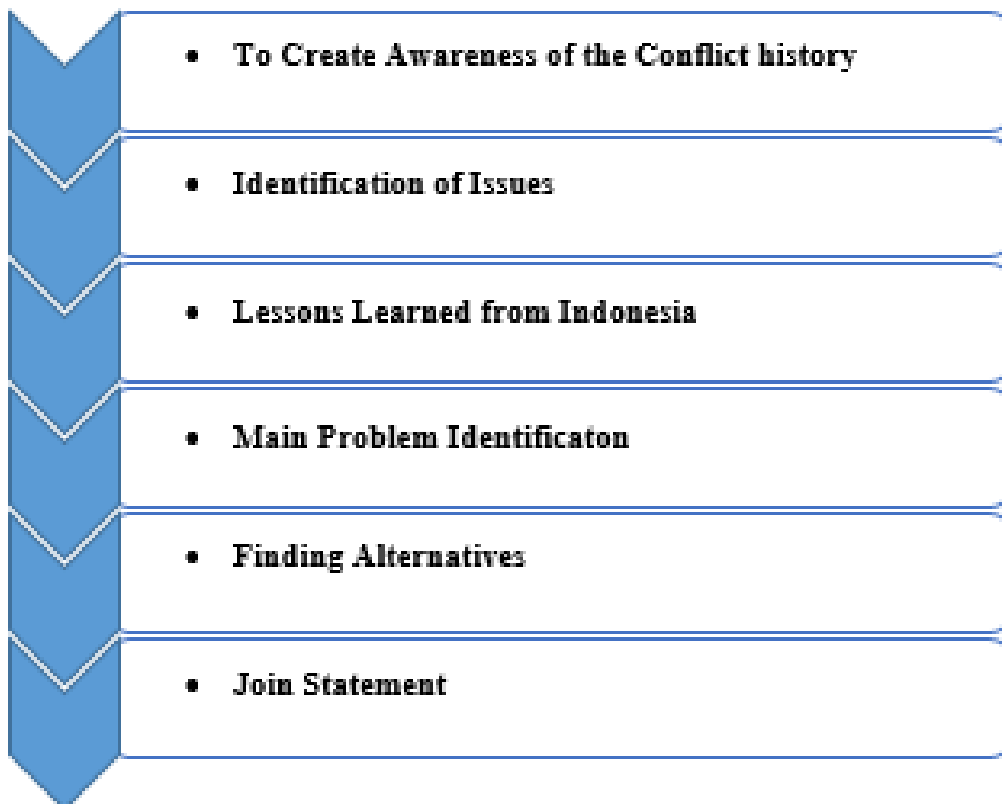 • To Create Awareness of the Conflict history
• Identification of Issues
• Lessons Learned from Indonesia
• Main Problem Identificaton
• Finding Alternatives
• Join Statement